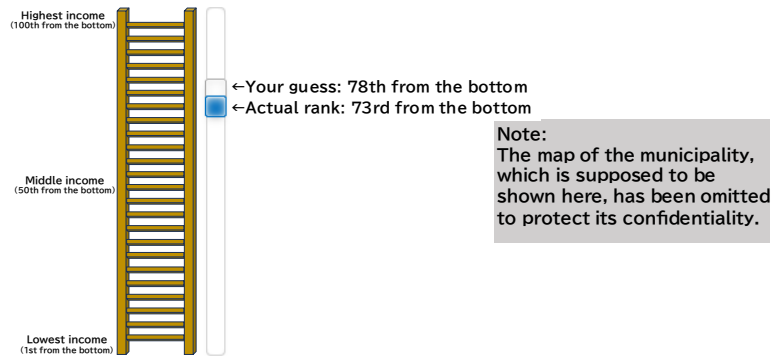 Highest income
(100th from the bottom)
←Your guess: 78th from the bottom
←Actual rank: 73rd from the bottom
Note:
The map of the municipality,
which is supposed to be
shown here, has been omitted
to protect its confidentiality.
Middle income
(50th from the bottom)
Lowest income
(1st from the bottom)